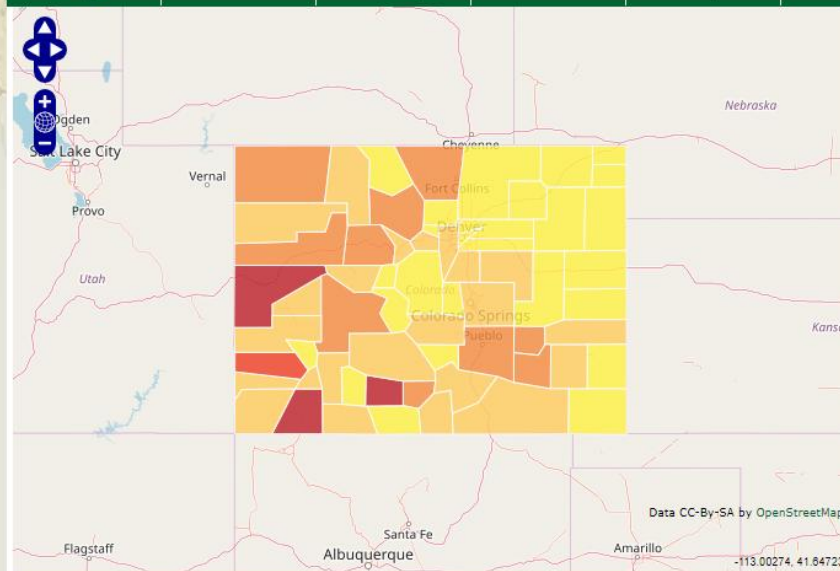 Nebraska
Ogden
Cheyenne
Salt Lake City
Vernal
Fort Collins
Provo
Denver
Utah
Colorado
Colorado Springs
Kansa
Pueblo
Data CC-By-SA by OpenStreetMap
Santa Fe
Flagstaff
Albuquerque
Amarillo
-113.00274, 41.6472